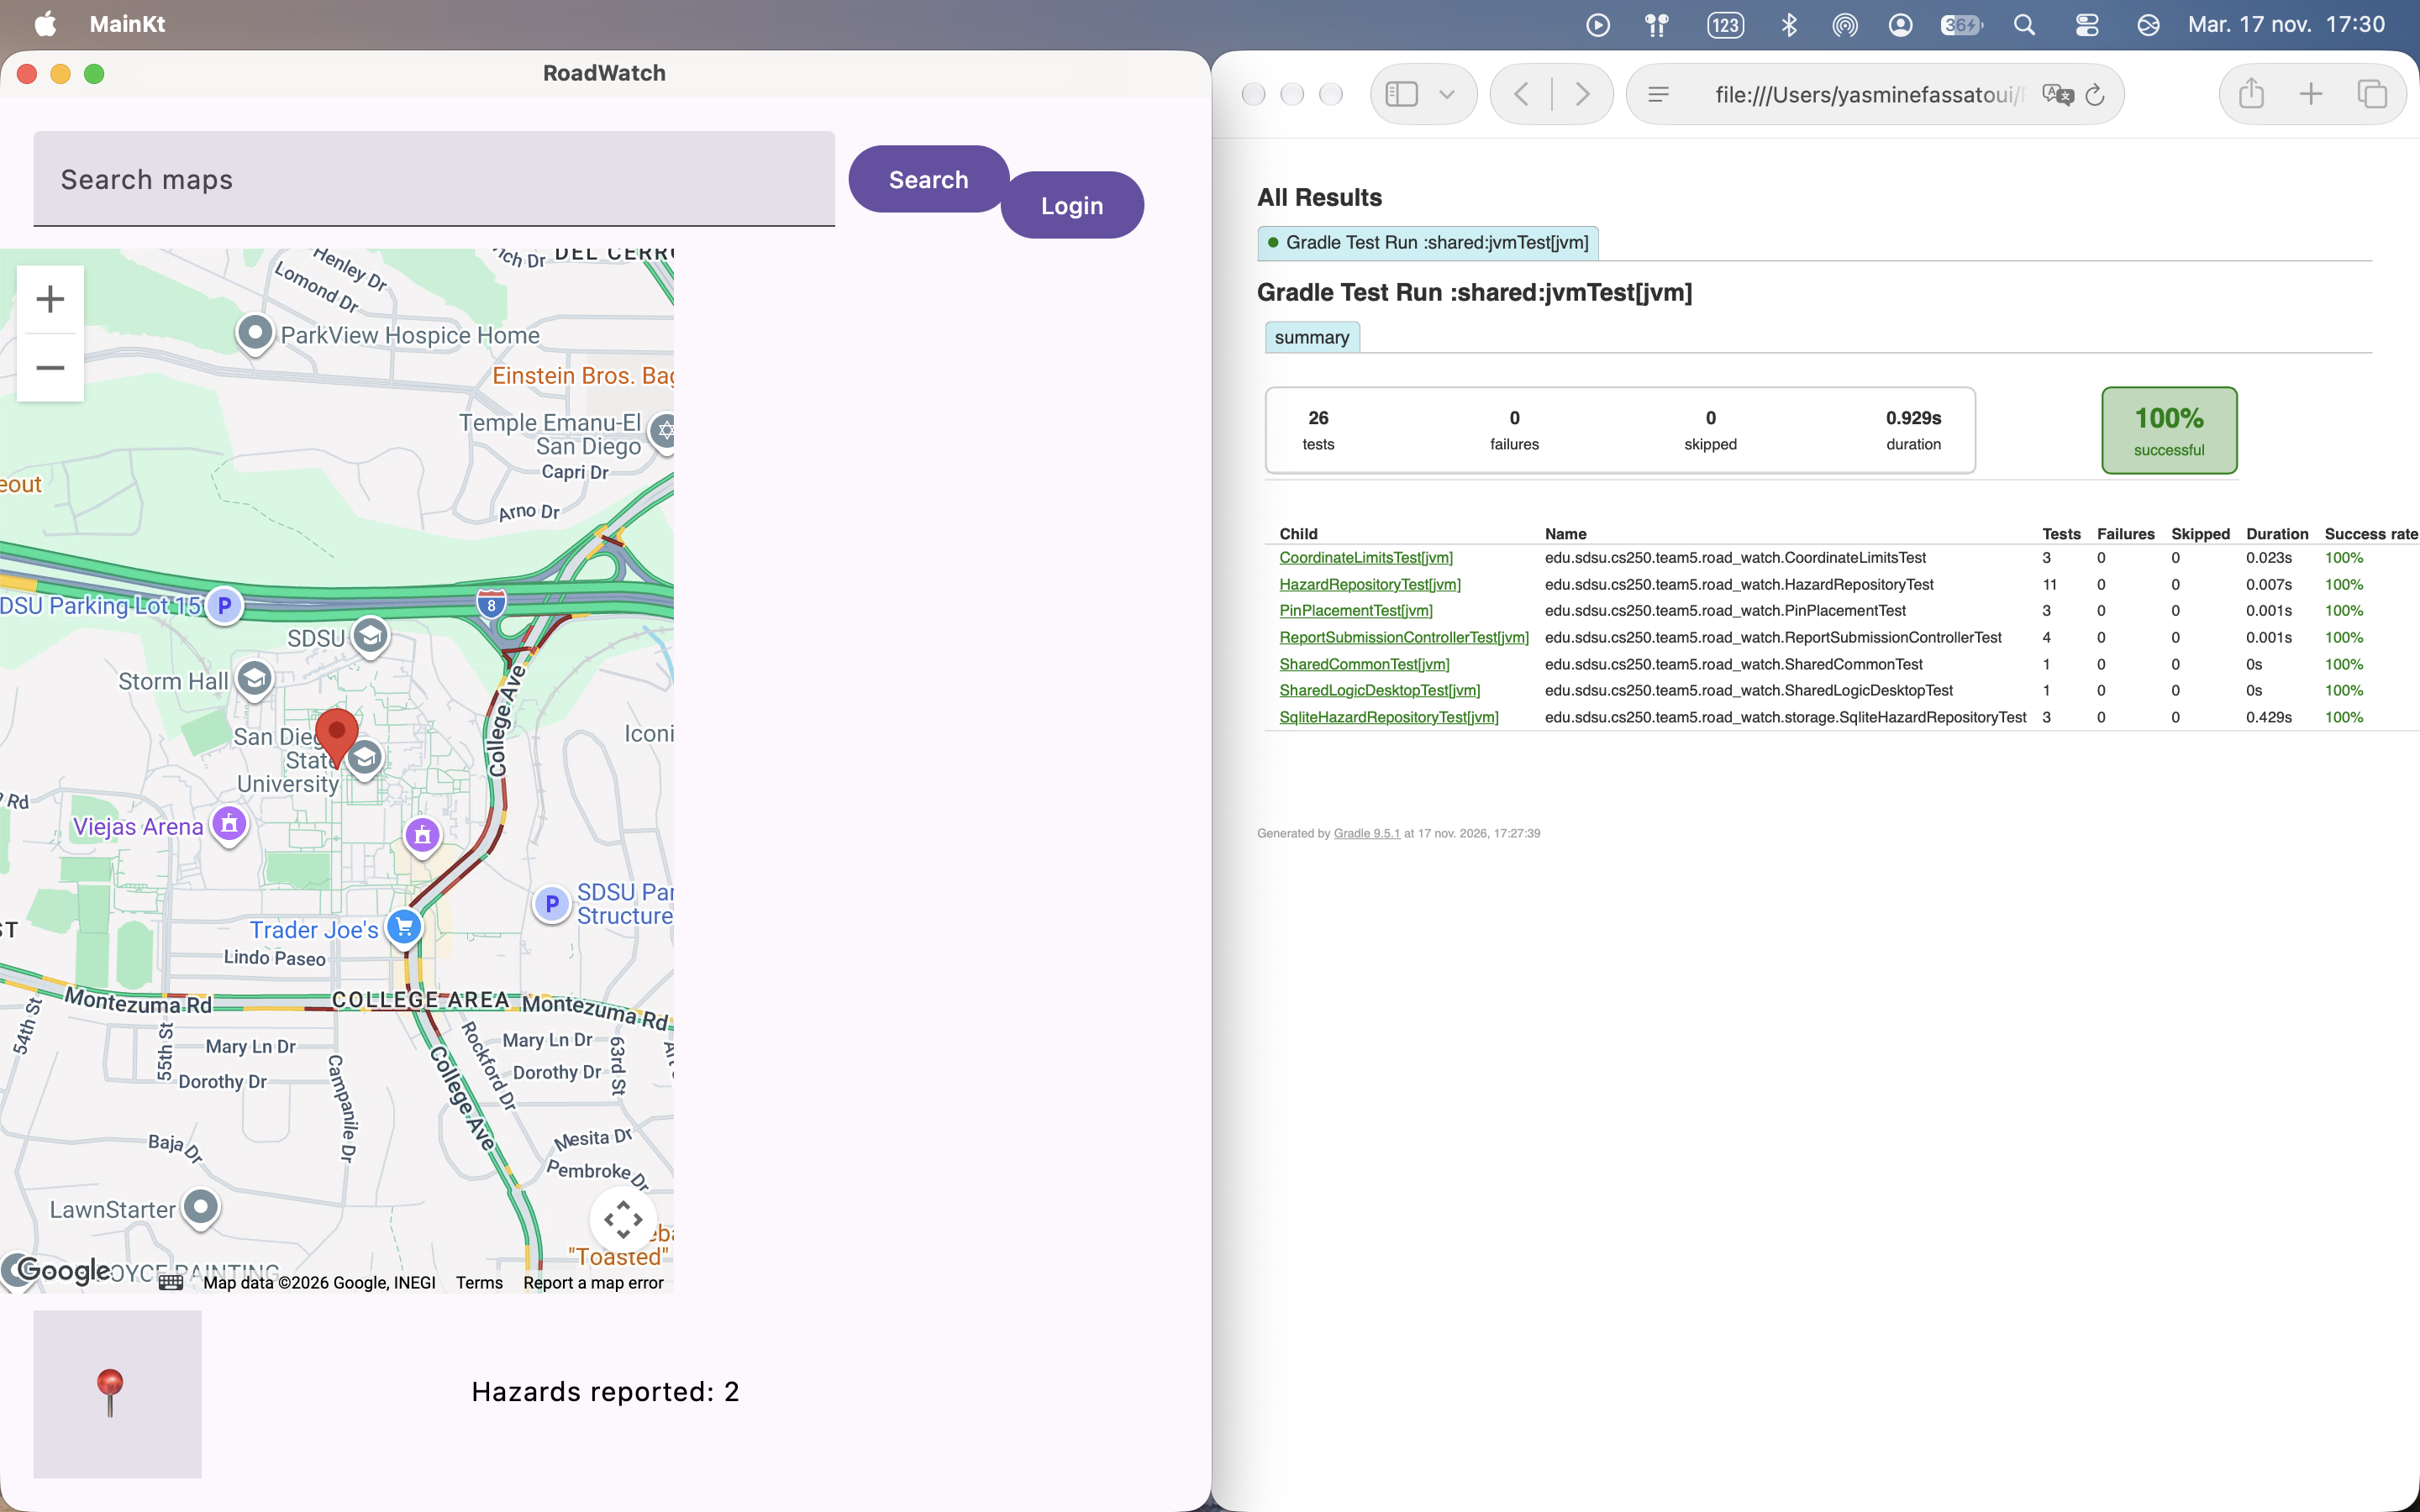 MainKt
123
36
Mar. 17 nov. 17:30
RoadWatch
Search maps
Search
Login
DEL CERR
Henley Dr
Lomond Dr
ParkView Hospice Home
Einstein Bros. Bag
Temple Emanu-El
San Diego
Capri Dr
eout
Arno Dr
8
DSU Parking Lot 15
P
SDSU
Storm Hall
College Ave
San Dieg
State
University
Iconi
Rd
Viejas Arena
P
SDSU Par
Structure
Trader Joe's
ST
Lindo Paseo
Montezuma Rd
COLLEGE AREA
Montezuma Rd
54th St
55th St
Mary Ln Dr
Dorothy Dr
Campanile Dr
College Ave
Rockford Dr
Mary Ln Dr
Dorothy Dr
63rd St
Baja Dr
Mesita Dr
Pembroke Dr
LawnStarter
"Toasted"
Google
OYCE PAINTING
Map data ©2026 Google, INEGI
Terms
Report a map error
Hazards reported: 2
file:///Users/yasminefassatoui/
All Results
Gradle Test Run :shared:jvmTest[jvm]
Gradle Test Run :shared:jvmTest[jvm]
summary
26 0 0 0.929s
tests failures skipped duration
100%
successful
Child Name Tests Failures Skipped Duration Success rate
CoordinateLimitsTest[jvm] edu.sdsu.cs250.team5.road_watch.CoordinateLimitsTest 3 0 0 0.023s 100%
HazardRepositoryTest[jvm] edu.sdsu.cs250.team5.road_watch.HazardRepositoryTest 11 0 0 0.007s 100%
PinPlacementTest[jvm] edu.sdsu.cs250.team5.road_watch.PinPlacementTest 3 0 0 0.001s 100%
ReportSubmissionControllerTest[jvm] edu.sdsu.cs250.team5.road_watch.ReportSubmissionControllerTest 4 0 0 0.001s 100%
SharedCommonTest[jvm] edu.sdsu.cs250.team5.road_watch.SharedCommonTest 1 0 0 0s 100%
SharedLogicDesktopTest[jvm] edu.sdsu.cs250.team5.road_watch.SharedLogicDesktopTest 1 0 0 0s 100%
SqliteHazardRepositoryTest[jvm] edu.sdsu.cs250.team5.road_watch.storage.SqliteHazardRepositoryTest 3 0 0 0.429s 100%
Generated by Gradle 9.5.1 at 17 nov. 2026, 17:27:39